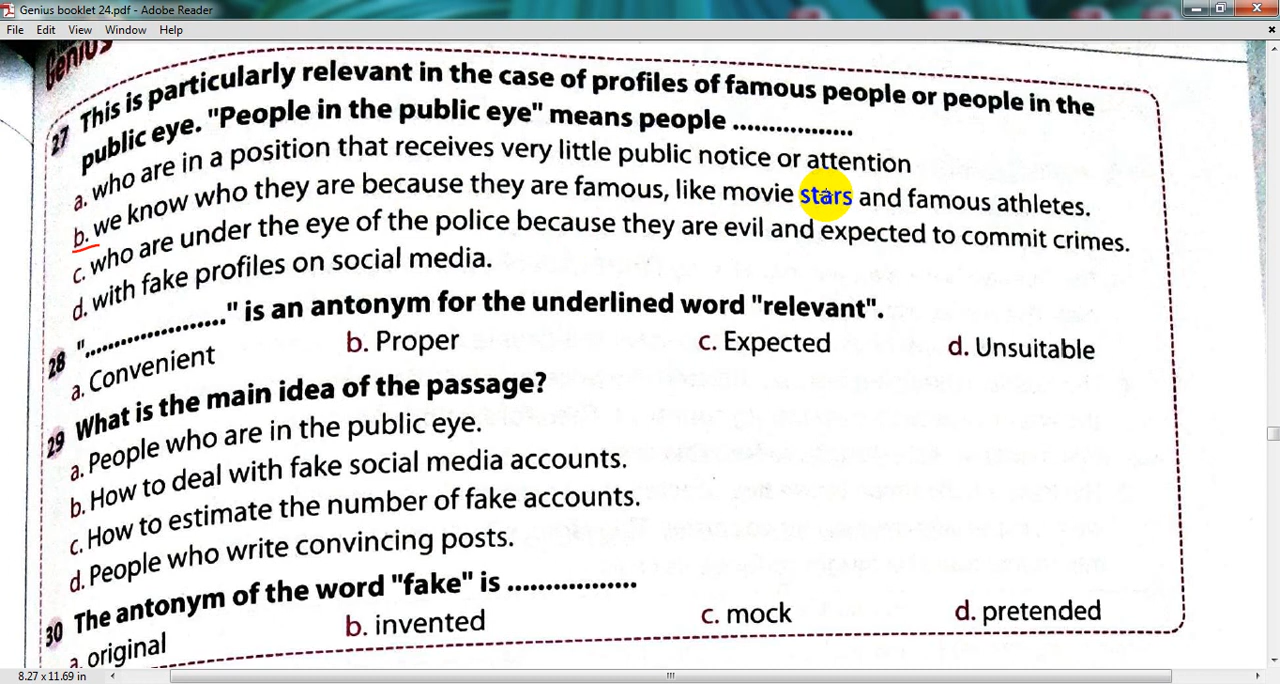 Genius booklet 24.pdf - Adobe Reader
File Edit View Window Help
Genius
27 This is particularly relevant in the case of profiles of famous people or people in the
public eye. "People in the public eye" means people .................
a. who are in a position that receives very little public notice or attention
b. we know who they are because they are famous, like movie stars and famous athletes.
c. who are under the eye of the police because they are evil and expected to commit crimes.
d. with fake profiles on social media.
28 "...................." is an antonym for the underlined word "relevant".
a. Convenient b. Proper c. Expected d. Unsuitable
29 What is the main idea of the passage?
a. People who are in the public eye.
b. How to deal with fake social media accounts.
c. How to estimate the number of fake accounts.
d. People who write convincing posts.
30 The antonym of the word "fake" is .................
a. original b. invented c. mock d. pretended
8.27 x 11.69 in